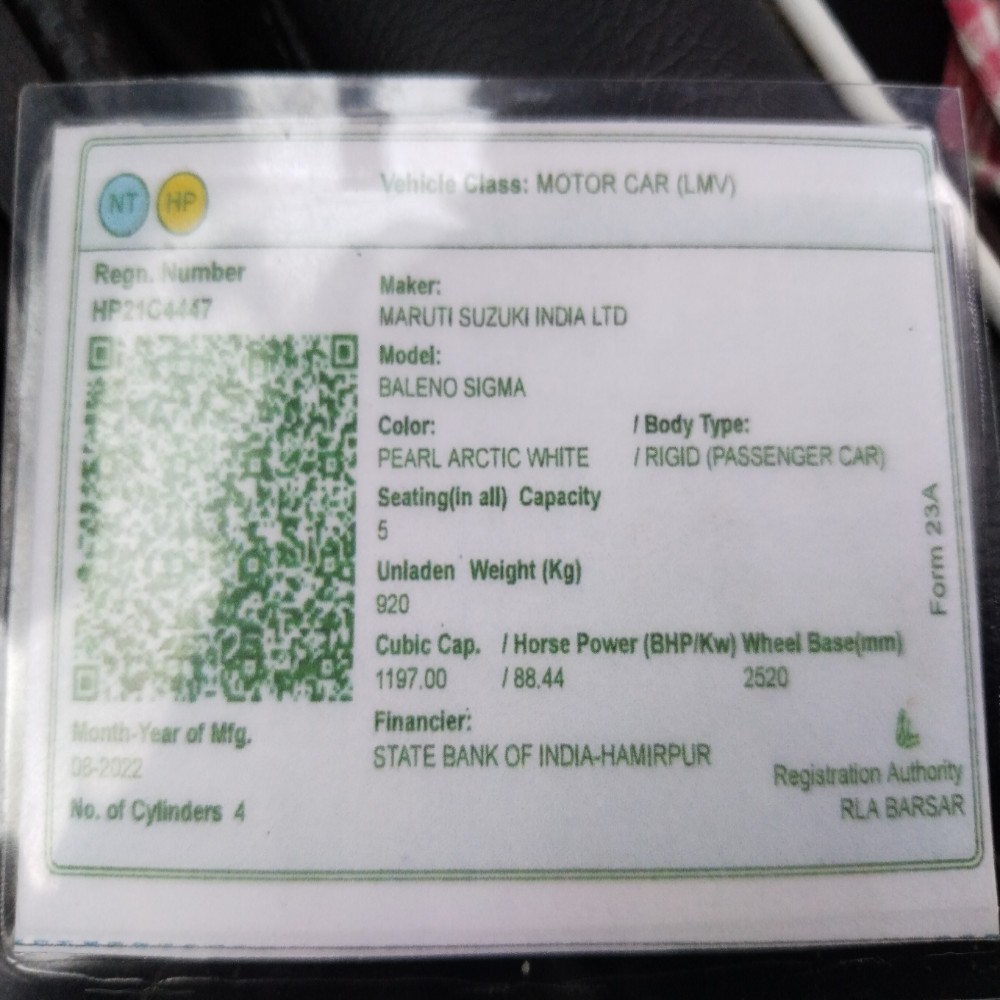 NT HP
Vehicle Class: MOTOR CAR (LMV)
Regn. Number
HP21C4447
Maker:
MARUTI SUZUKI INDIA LTD
Model:
BALENO SIGMA
Color: / Body Type:
PEARL ARCTIC WHITE / RIGID (PASSENGER CAR)
Seating(in all) Capacity
5
Unladen Weight (Kg)
920
Cubic Cap. / Horse Power (BHP/Kw) Wheel Base(mm)
1197.00 / 88.44 2520
Month-Year of Mfg.
08-2022
No. of Cylinders 4
Financier:
STATE BANK OF INDIA-HAMIRPUR
Registration Authority
RLA BARSAR
Form 23A